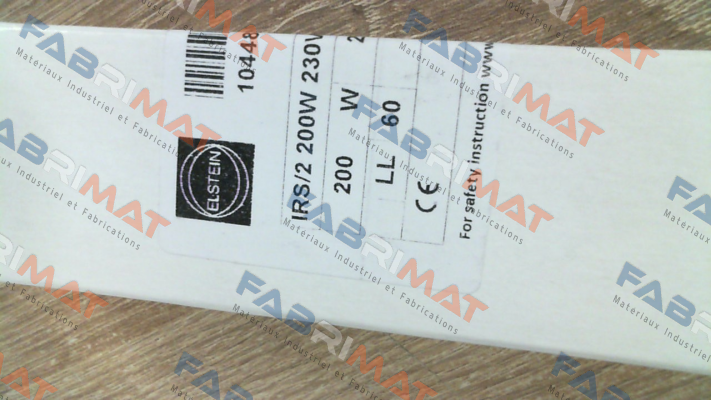 10448
ELSTEIN
IRS/2 200W 230V
200 W
LL 60
CE
For safety instruction www
FABRIMAT
Materiaux Industriel et Fabrications